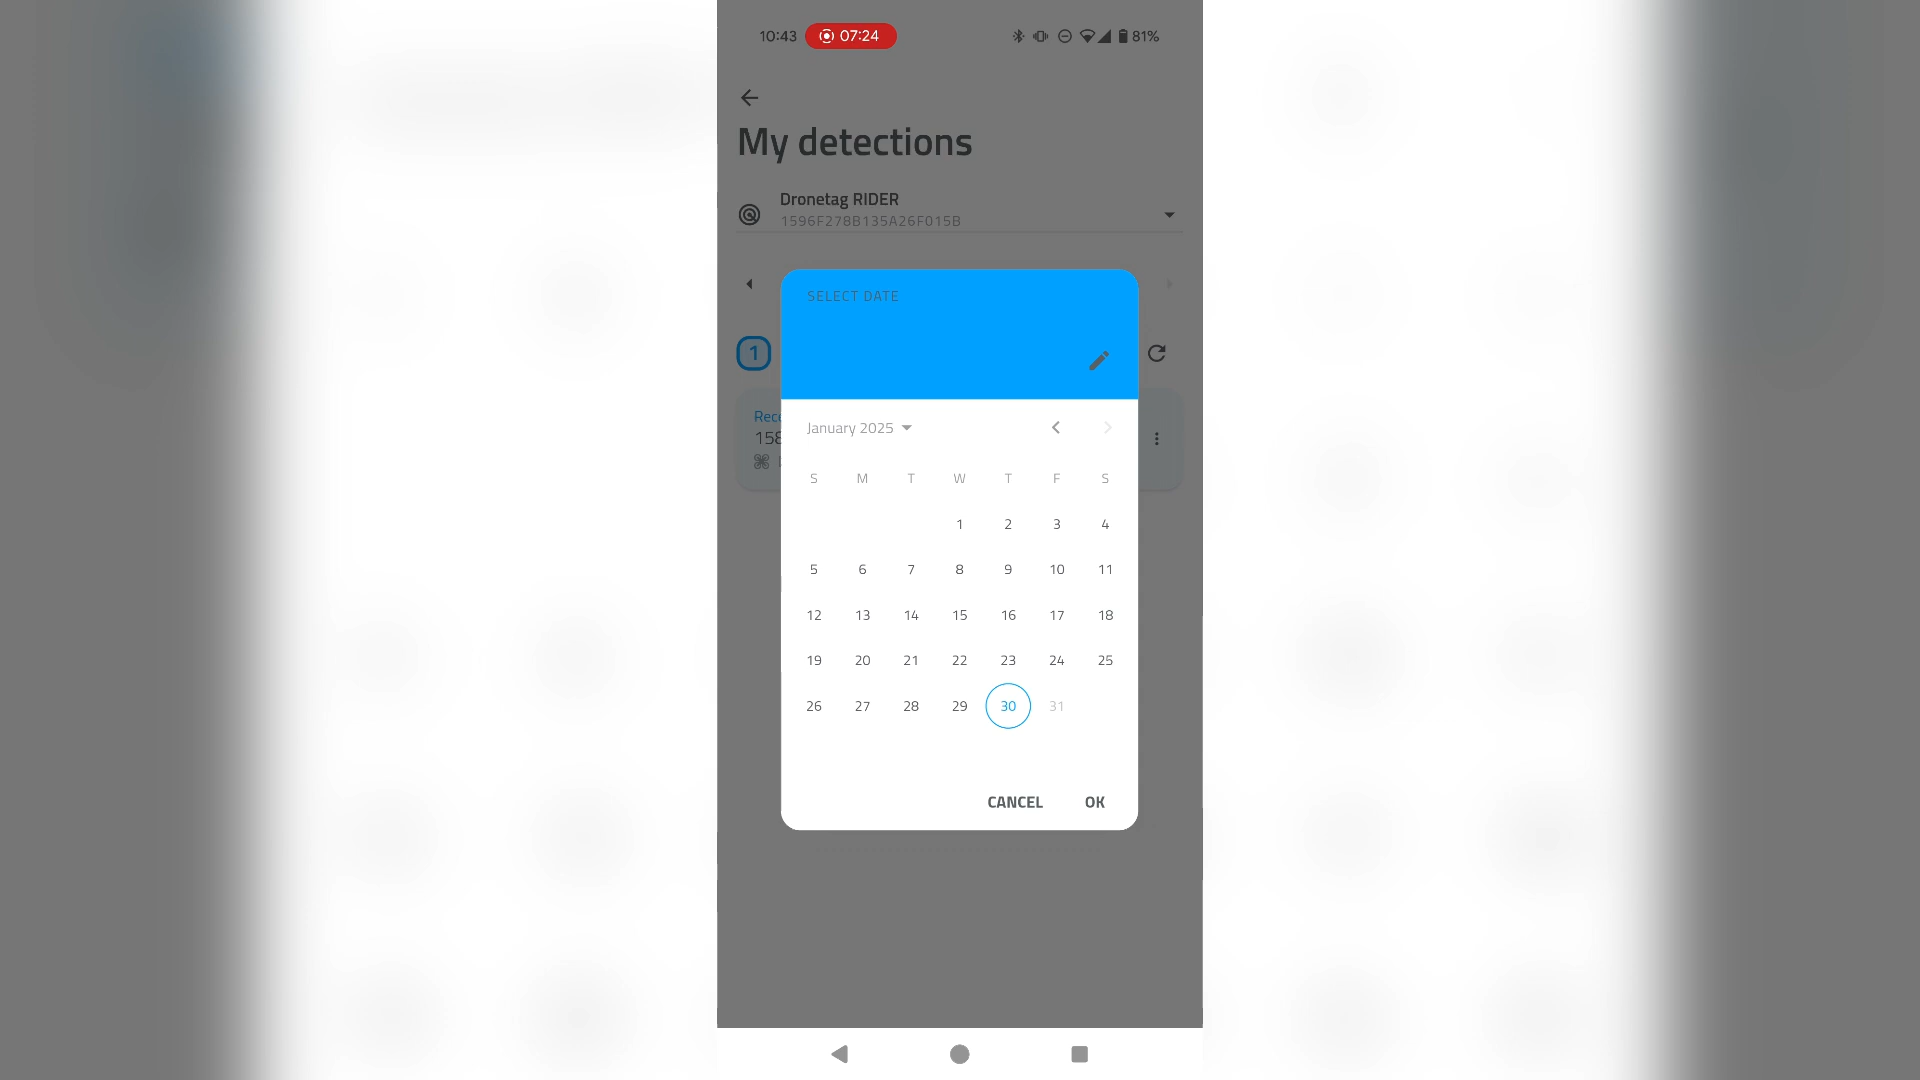 10:43 07:24 81%
My detections
Dronetag RIDER
1596F278B135A26F015B
SELECT DATE
1
January 2025
158
S M T W T F S
1 2 3 4
5 6 7 8 9 10 11
12 13 14 15 16 17 18
19 20 21 22 23 24 25
26 27 28 29 30 31
CANCEL OK